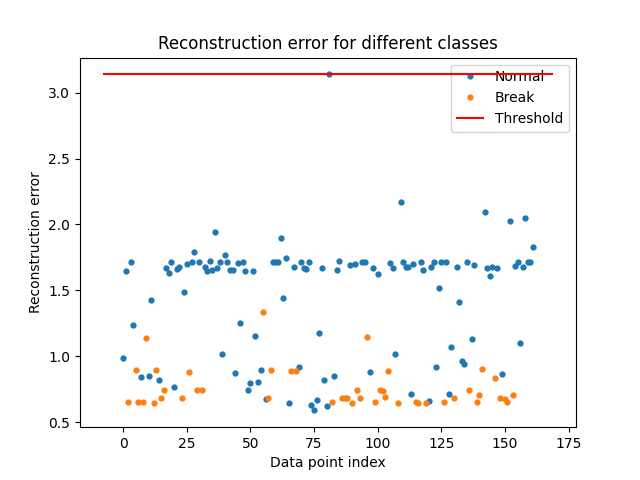 Reconstruction error for different classes
Normal
Break
Threshold
3.0
2.5
2.0
1.5
1.0
0.5
Reconstruction error
0 25 50 75 100 125 150 175
Data point index